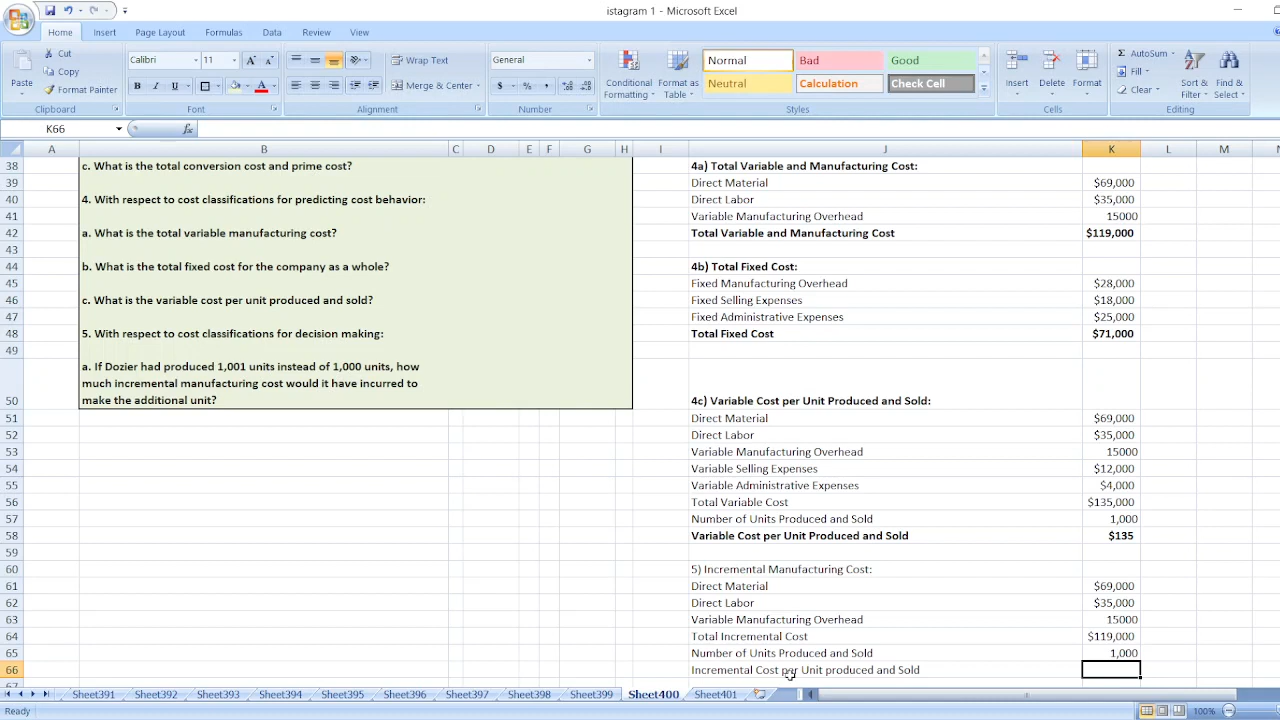 istagram 1 - Microsoft Excel
Home Insert Page Layout Formulas Data Review View
Paste
Cut
Copy
Format Painter
Clipboard
Calibri 11
B I U
Font
Wrap Text
Merge & Center
Alignment
General
$ % ,
Number
Conditional Formatting
Format as Table
Normal Bad Good
Neutral Calculation Check Cell
Styles
Insert Delete Format
Cells
Σ AutoSum
Fill
Clear
Sort & Filter
Find & Select
Editing
K66 fx
A B C D E F G H I J K L M N
38 c. What is the total conversion cost and prime cost? 4a) Total Variable and Manufacturing Cost:
39 Direct Material $69,000
40 4. With respect to cost classifications for predicting cost behavior: Direct Labor $35,000
41 Variable Manufacturing Overhead 15000
42 a. What is the total variable manufacturing cost? Total Variable and Manufacturing Cost $119,000
43
44 b. What is the total fixed cost for the company as a whole? 4b) Total Fixed Cost:
45 Fixed Manufacturing Overhead $28,000
46 c. What is the variable cost per unit produced and sold? Fixed Selling Expenses $18,000
47 Fixed Administrative Expenses $25,000
48 5. With respect to cost classifications for decision making: Total Fixed Cost $71,000
49
a. If Dozier had produced 1,001 units instead of 1,000 units, how
much incremental manufacturing cost would it have incurred to
50 make the additional unit? 4c) Variable Cost per Unit Produced and Sold:
51 Direct Material $69,000
52 Direct Labor $35,000
53 Variable Manufacturing Overhead 15000
54 Variable Selling Expenses $12,000
55 Variable Administrative Expenses $4,000
56 Total Variable Cost $135,000
57 Number of Units Produced and Sold 1,000
58 Variable Cost per Unit Produced and Sold $135
59
60 5) Incremental Manufacturing Cost:
61 Direct Material $69,000
62 Direct Labor $35,000
63 Variable Manufacturing Overhead 15000
64 Total Incremental Cost $119,000
65 Number of Units Produced and Sold 1,000
66 Incremental Cost per Unit produced and Sold
67
Sheet391 Sheet392 Sheet393 Sheet394 Sheet395 Sheet396 Sheet397 Sheet398 Sheet399 Sheet400 Sheet401
Ready 100%